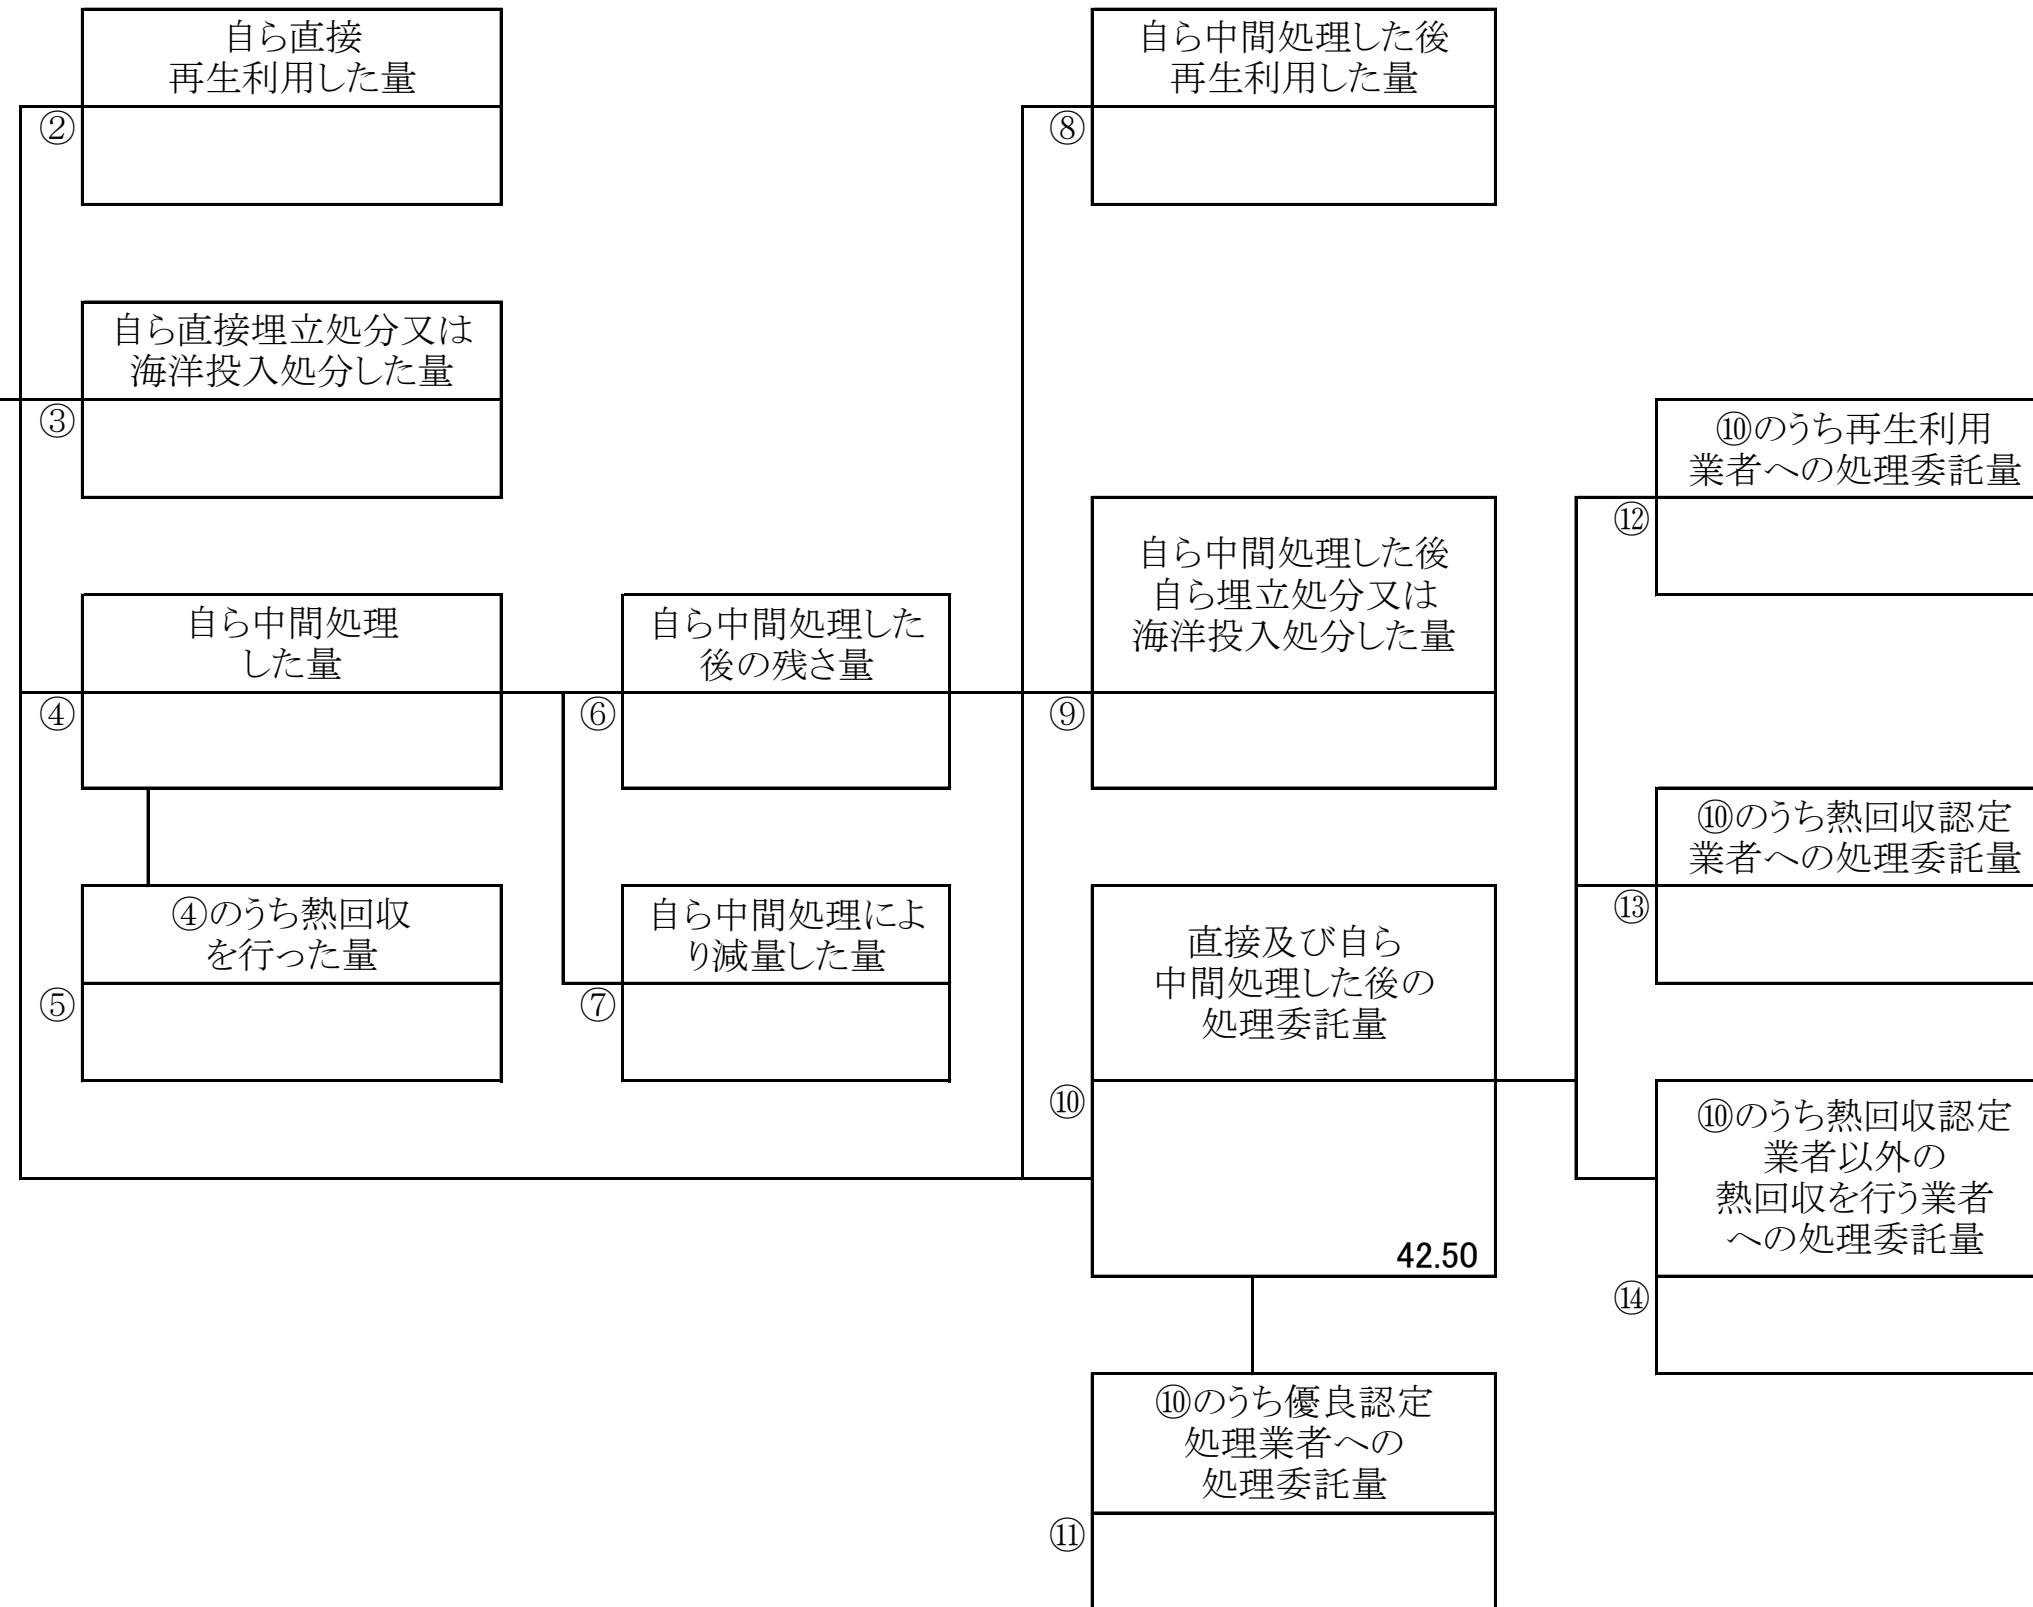 自ら直接
再生利用した量
②
自ら直接埋立処分又は
海洋投入処分した量
③
自ら中間処理
した量
④
④のうち熱回収
を行った量
⑤
自ら中間処理した
後の残さ量
⑥
自ら中間処理によ
り減量した量
⑦
自ら中間処理した後
再生利用した量
⑧
自ら中間処理した後
自ら埋立処分又は
海洋投入処分した量
⑨
直接及び自ら
中間処理した後の
処理委託量
⑩
42.50
⑩のうち優良認定
処理業者への
処理委託量
⑪
⑩のうち再生利用
業者への処理委託量
⑫
⑩のうち熱回収認定
業者への処理委託量
⑬
⑩のうち熱回収認定
業者以外の
熱回収を行う業者
への処理委託量
⑭